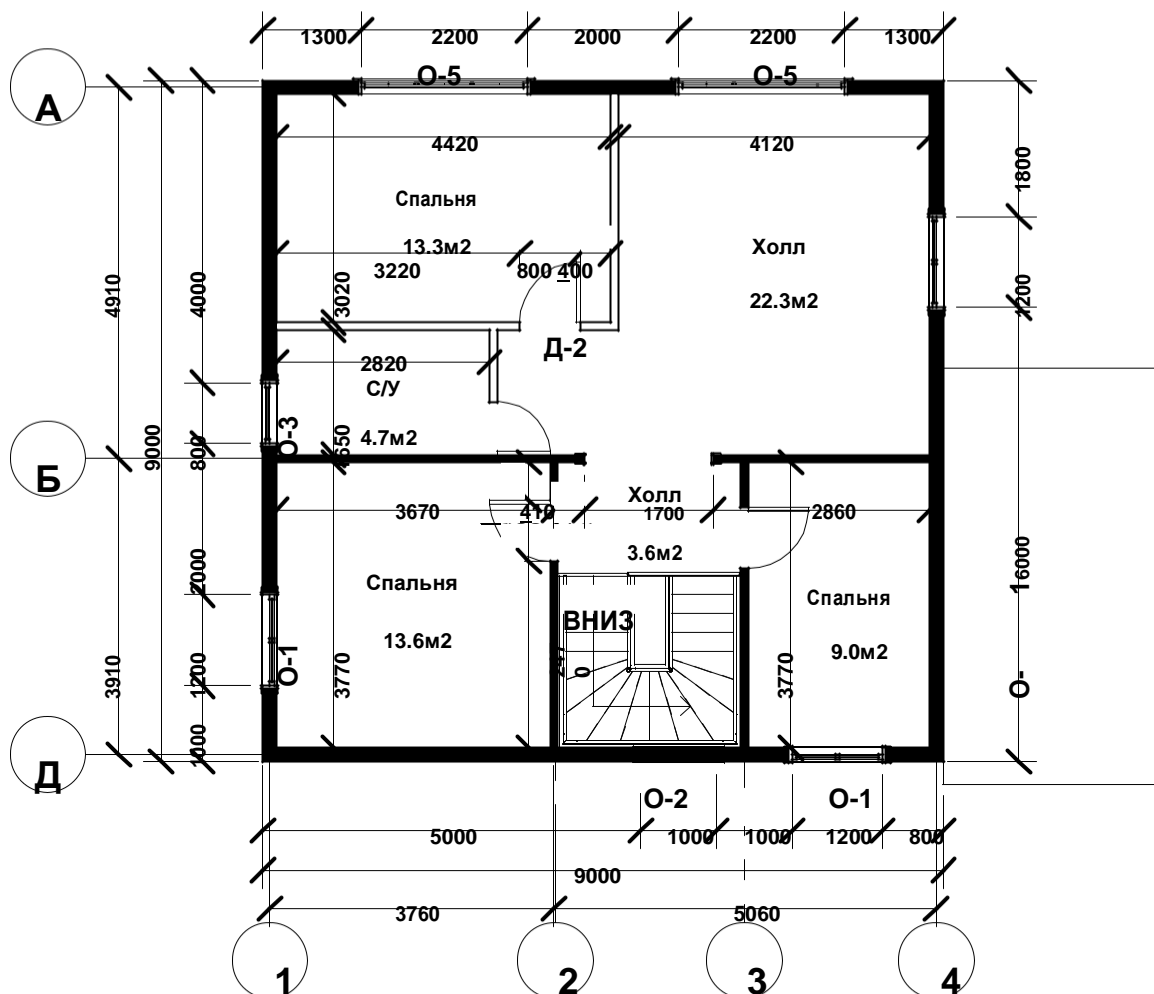 1300 2200 2000 2200 1300
О-5 О-5
А
4420 4120
Спальня
13.3м2
3220 800 400
Холл
22.3м2
1800
1200
4910
4000
3020
Д-2
2820
С/У
4.7м2
О-3
9000
800
Б
3670 410 1700 2860
Холл
3.6м2
Спальня
13.6м2
ВНИЗ
Спальня
9.0м2
2000
6000
3910
1200
О-1
3770
3770
О-
1000
Д
О-2 О-1
5000 1000 1000 1200 800
9000
3760 5060
1 2 3 4